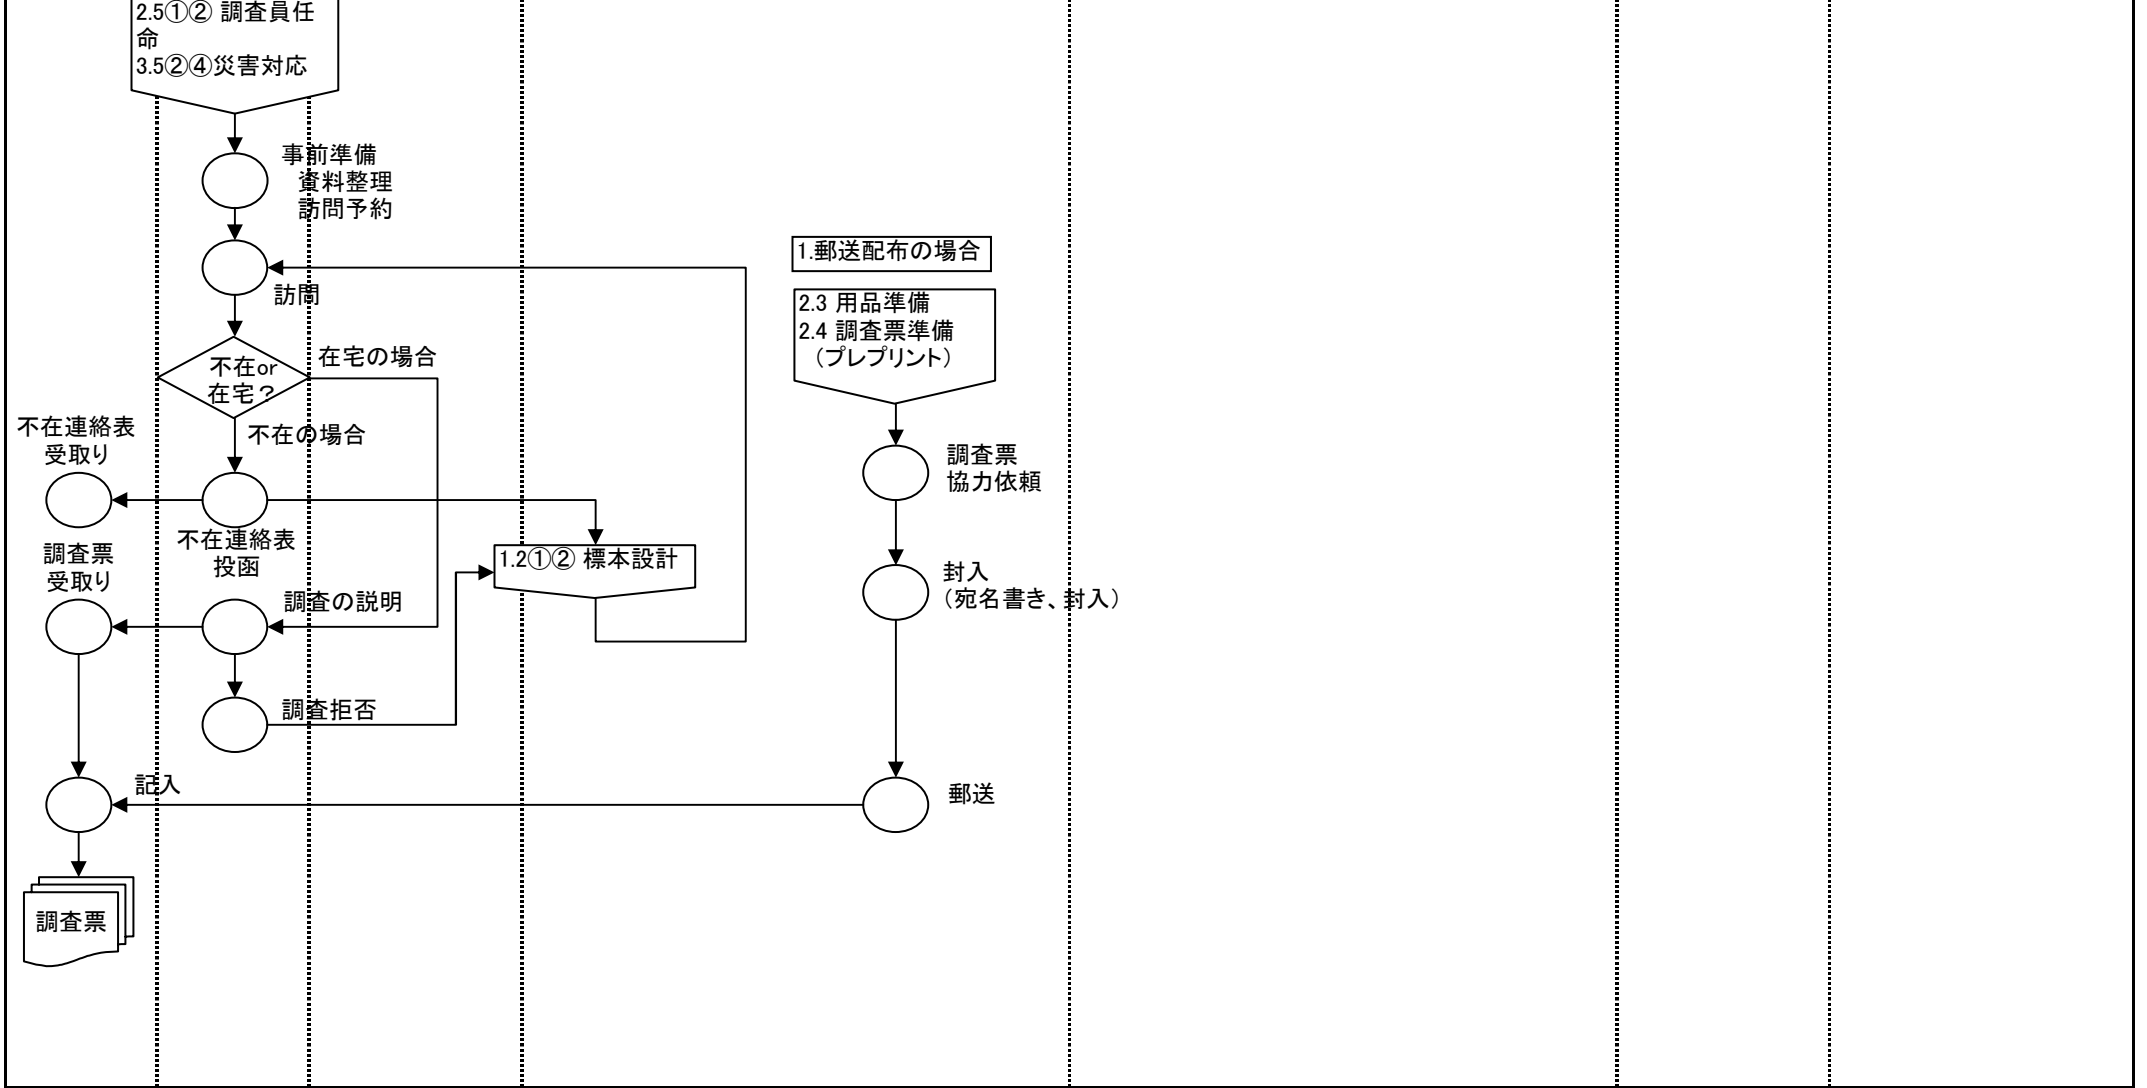 2.5①② 調査員任
命
3.5②④災害対応
事前準備
資料整理
訪問予約
訪問
不在or
在宅？
在宅の場合
不在の場合
不在連絡表
受取り
不在連絡表
投函
調査票
受取り
調査の説明
調査拒否
1.2①② 標本設計
記入
調査票
1.郵送配布の場合
2.3 用品準備
2.4 調査票準備
（プレプリント）
調査票
協力依頼
封入
（宛名書き、封入）
郵送